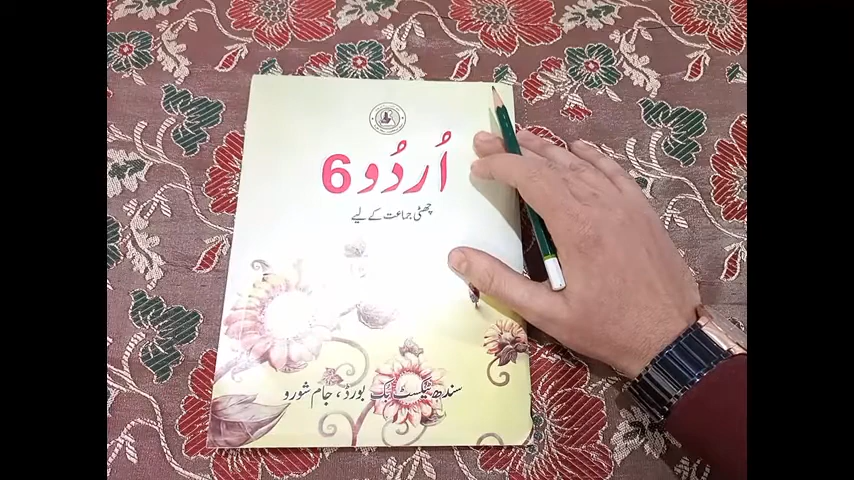 اُردُو 6
چھٹی جماعت کے لیے
سندھ ٹیکسٹ بُک بورڈ، جام شورو